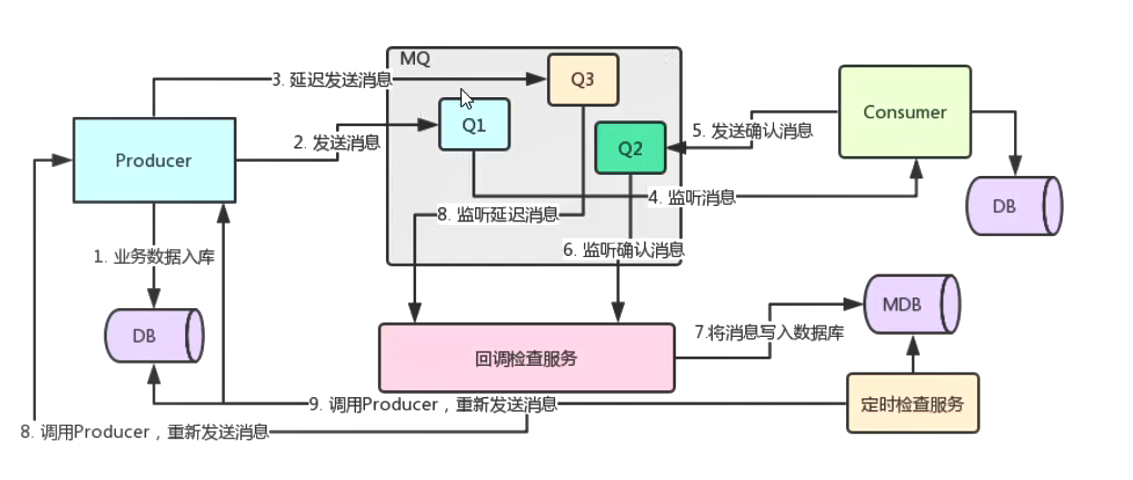 MQ
3. 延迟发送消息
Q3
Q1
Consumer
2. 发送消息
5. 发送确认消息
Q2
Producer
4. 监听消息
DB
8. 监听延迟消息
6. 监听确认消息
1. 业务数据入库
MDB
DB
7.将消息写入数据库
回调检查服务
9. 调用Producer，重新发送消息
定时检查服务
8. 调用Producer，重新发送消息